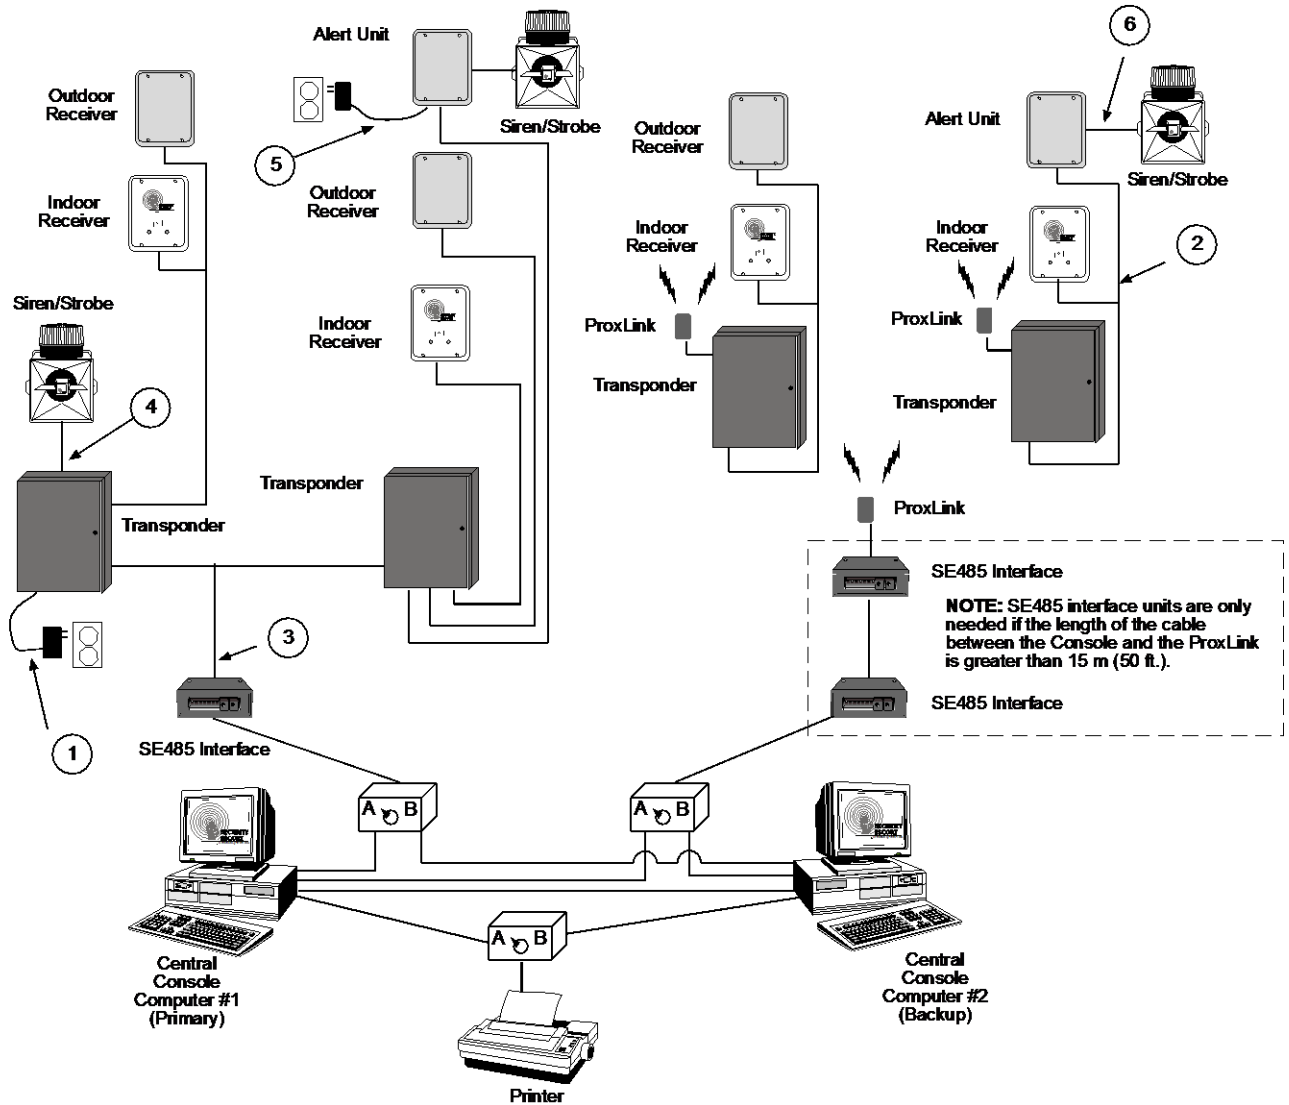 6
Alert Unit
Outdoor
Receiver
Siren/Strobe
5
Outdoor
Receiver
Alert Unit
Siren/Strobe
Indoor
Receiver
Outdoor
Receiver
Indoor
Receiver
Indoor
Receiver
2
Siren/Strobe
Indoor
Receiver
ProxLink
ProxLink
Transponder
Transponder
4
Transponder
Transponder
ProxLink
SE485 Interface
NOTE: SE485 interface units are only
needed if the length of the cable
between the Console and the ProxLink
is greater than 15 m (50 ft.).
SE485 Interface
3
1
SE485 Interface
A B
A B
SECURITY
ESCORT
SECURITY
ESCORT
A B
Central
Console
Computer #1
(Primary)
Central
Console
Computer #2
(Backup)
Printer